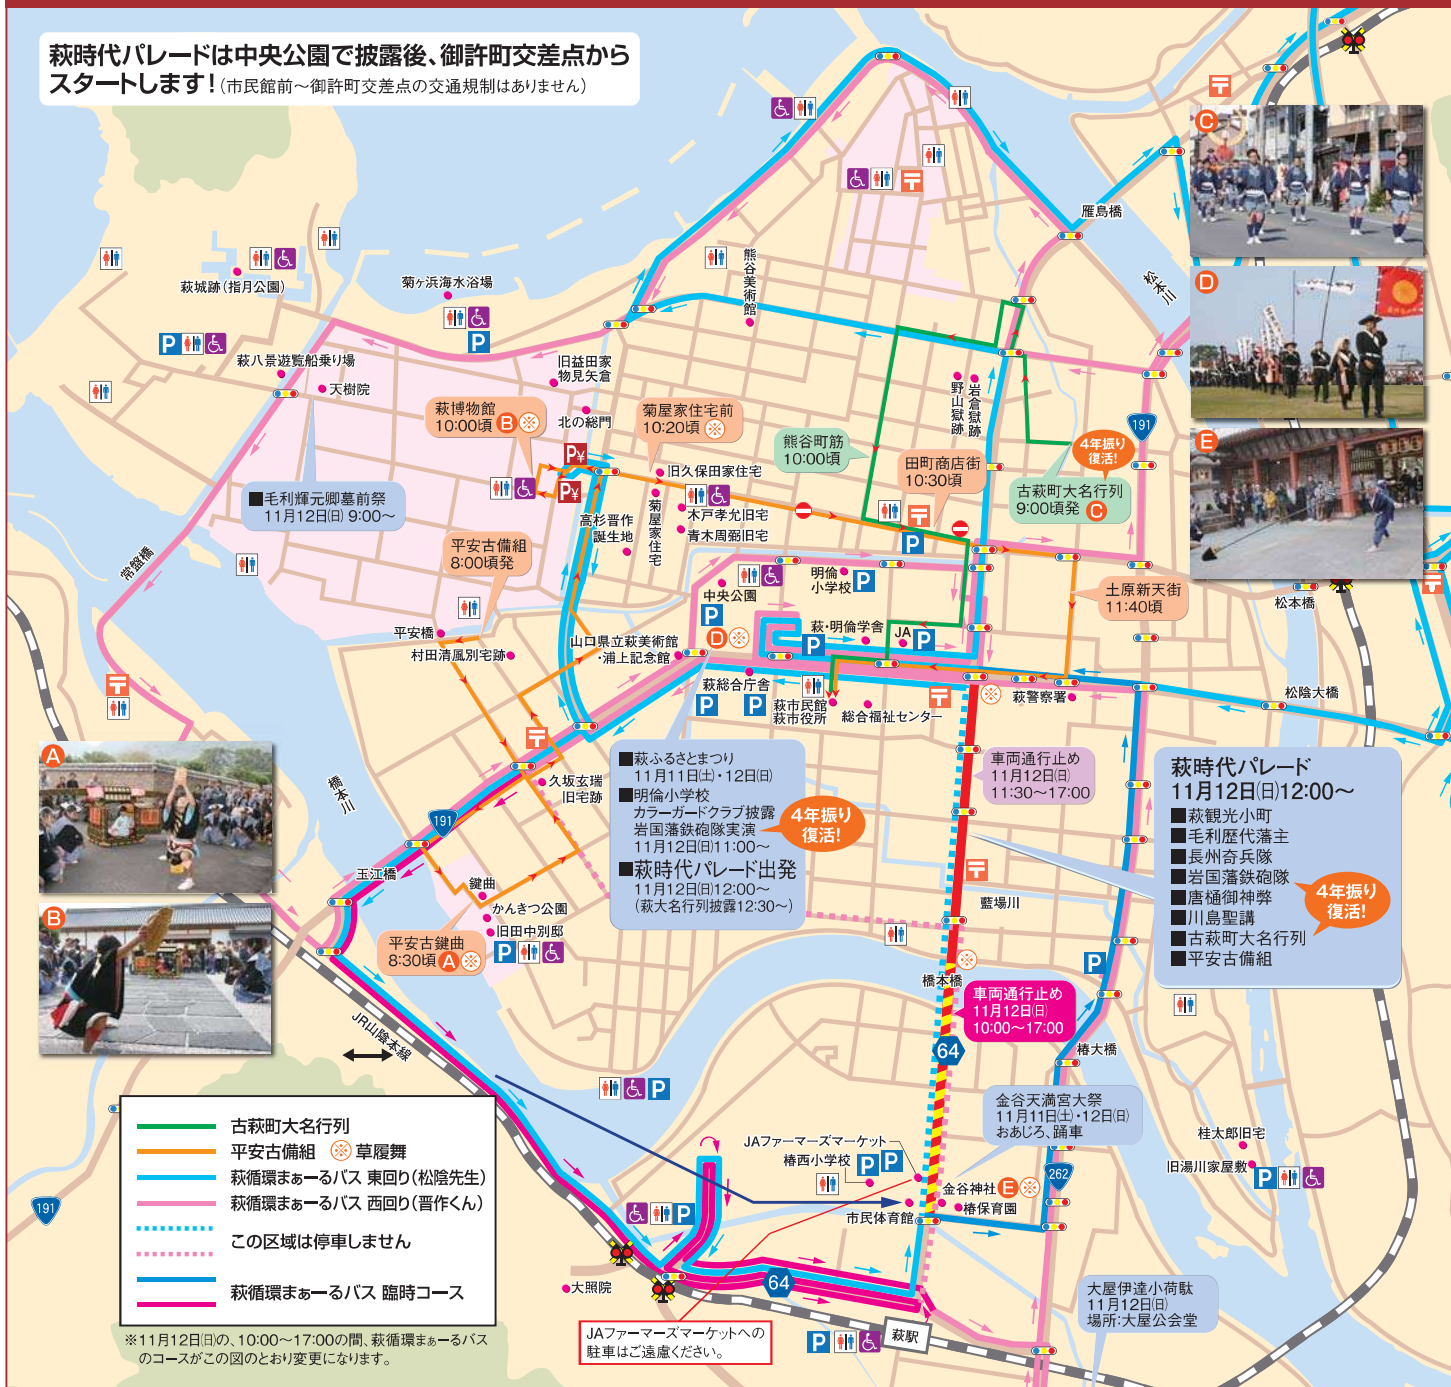 萩時代パレードは中央公園で披露後、御許町交差点から
スタートします！（市民館前～御許町交差点の交通規制はありません）
C
D
E
雁島橋
松本川
熊谷美術館
萩城跡（指月公園）
菊ヶ浜海水浴場
P
P
萩八景遊覧船乗り場
天樹院
旧益田家
物見矢倉
北の総門
萩博物館
10:00頃 B ※
菊屋家住宅前
10:20頃 ※
熊谷町筋
10:00頃
野山獄跡
岩倉獄跡
田町商店街
10:30頃
191
4年振り
復活！
古萩町大名行列
9:00頃発 C
P¥
P¥
旧久保田家住宅
菊屋家住宅
木戸孝允旧宅
青木周弼旧宅
高杉晋作
誕生地
■毛利輝元卿墓前祭
11月12日(日) 9:00～
常盤橋
平安古備組
8:00頃発
P
中央公園
P
D ※
明倫
小学校 P
土原新天街
11:40頃
松本橋
平安橋
村田清風別宅跡
山口県立萩美術館
・浦上記念館
萩・明倫学舎
P
JA P
萩総合庁舎
P
P
萩市民館
萩市役所
総合福祉センター
※
萩警察署
松陰大橋
A
橋本川
久坂玄瑞
旧宅跡
■萩ふるさとまつり
11月11日(土)・12日(日)
■明倫小学校
カラーガードクラブ披露
岩国藩鉄砲隊実演
11月12日(日)11:00～
4年振り
復活！
■萩時代パレード出発
11月12日(日)12:00～
（萩大名行列披露12:30～）
車両通行止め
11月12日(日)
11:30～17:00
萩時代パレード
11月12日(日)12:00～
■萩観光小町
■毛利歴代藩主
■長州奇兵隊
■岩国藩鉄砲隊
■唐樋御神弊
■川島聖講
■古萩町大名行列
■平安古備組
4年振り
復活！
191
玉江橋
鍵曲
かんきつ公園
旧田中別邸
P
B
平安古鍵曲
8:30頃 A ※
藍場川
※
橋本橋
P
車両通行止め
11月12日(日)
10:00～17:00
64
椿大橋
JR山陰本線
P
金谷天満宮大祭
11月11日(土)・12日(日)
おあじろ、踊車
JAファーマーズマーケット
椿西小学校 P P
桂太郎旧宅
旧湯川家屋敷
P
262
金谷神社 E ※
椿保育園
市民体育館
P
古萩町大名行列
平安古備組 ※草履舞
萩循環まぁーるバス 東回り（松陰先生）
萩循環まぁーるバス 西回り（晋作くん）
この区域は停車しません
萩循環まぁーるバス 臨時コース
191
※11月12日(日)の、10:00～17:00の間、萩循環まぁーるバス
のコースがこの図のとおり変更になります。
大照院
64
大屋伊達小荷駄
11月12日(日)
場所：大屋公会堂
JAファーマーズマーケットへの
駐車はご遠慮ください。
P
萩駅